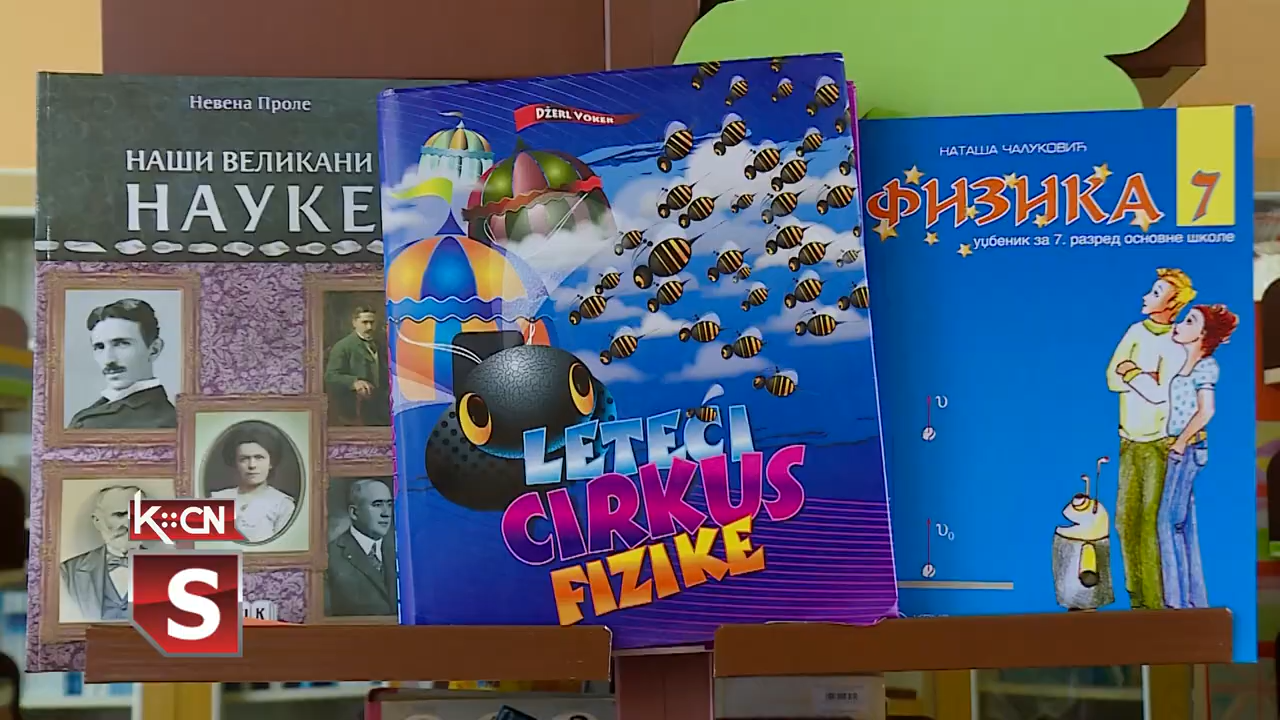 Невена Проле
НАШИ ВЕЛИКАНИ
НАУКЕ
DŽERL VOKER
LETEĆI
CIRKUS
FIZIKE
НАТАША ЧАЛУКОВИЋ
ФИЗИКА
7
уџбеник за 7. разред основне школе
υ
υ₀
K::CN
S